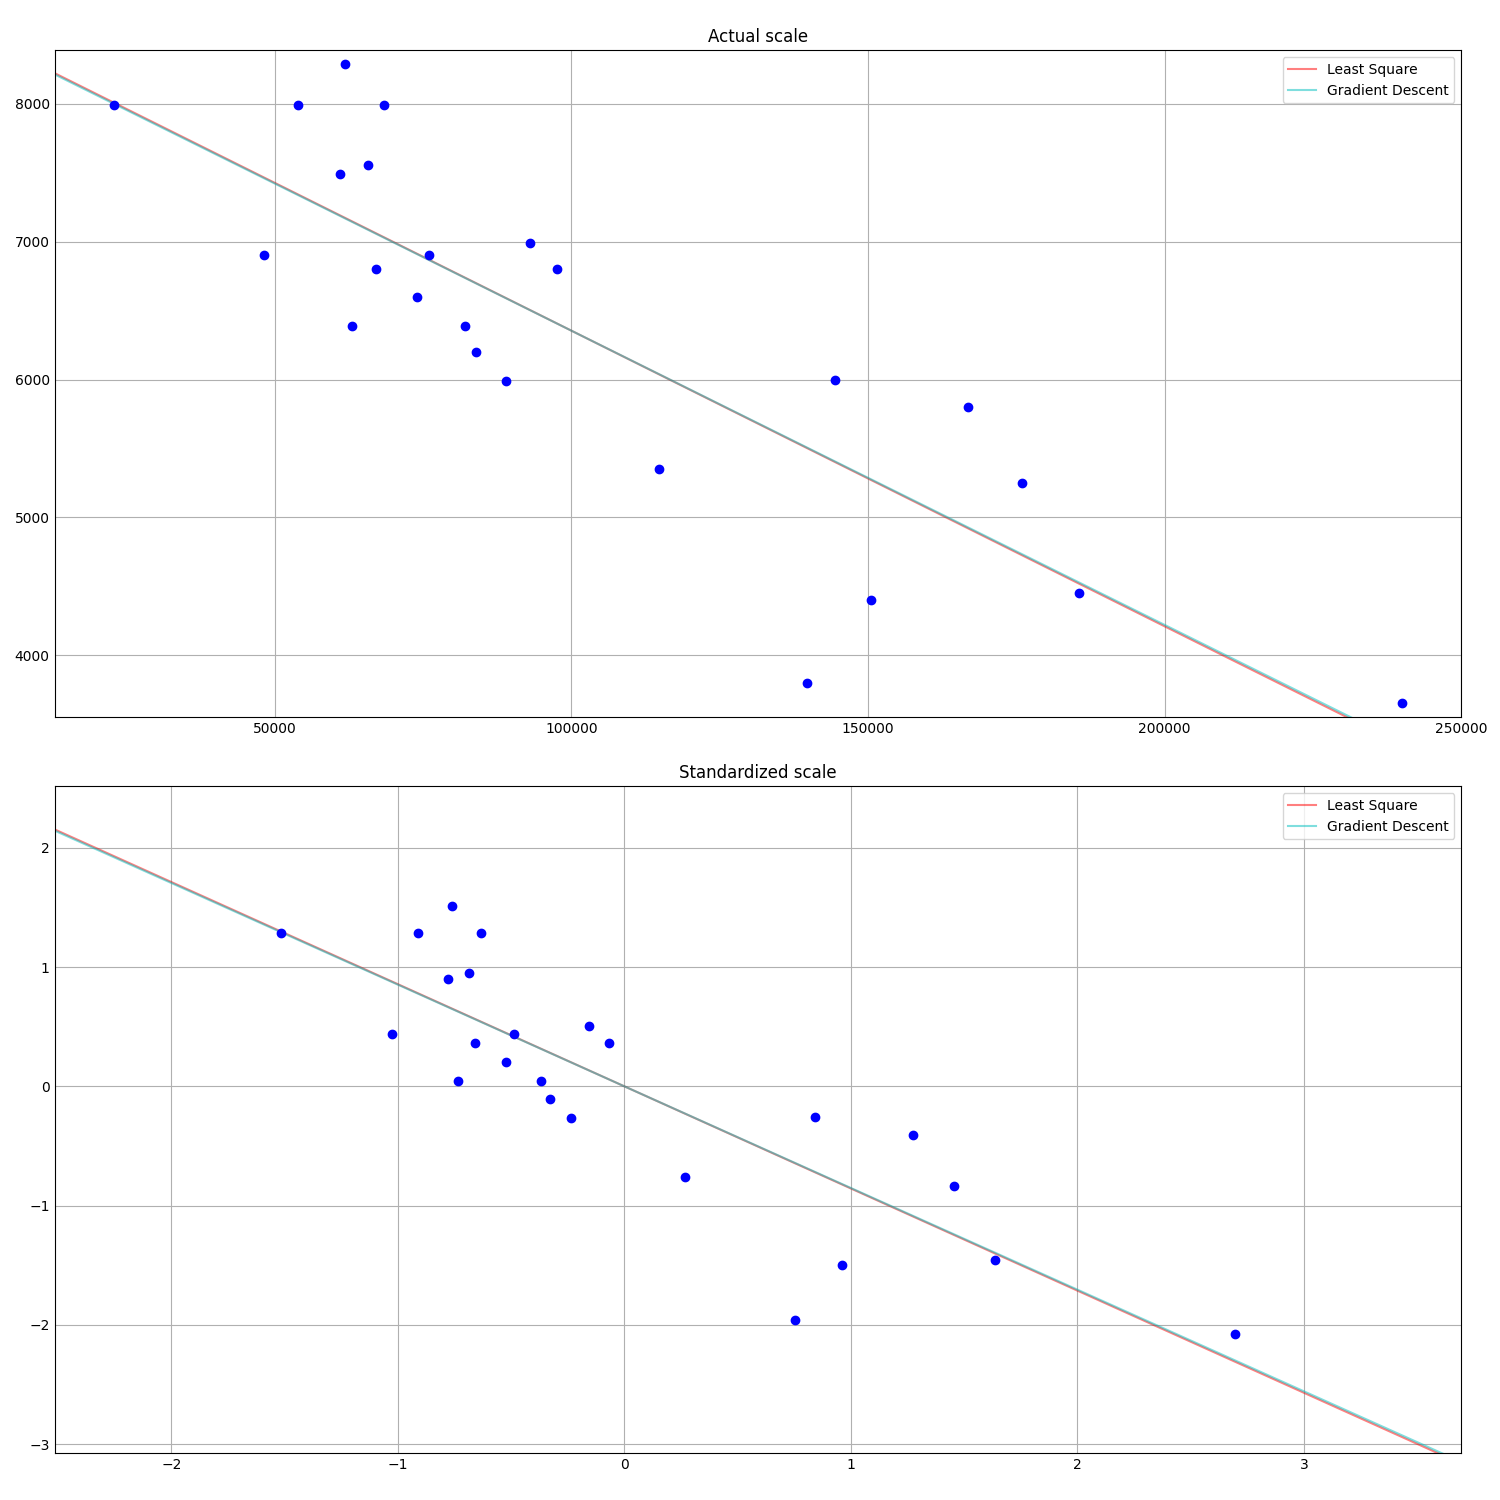 Actual scale
Least Square
Gradient Descent
8000
7000
6000
5000
4000
50000 100000 150000 200000 250000
Standardized scale
Least Square
Gradient Descent
2
1
0
−1
−2
−3
−2 −1 0 1 2 3